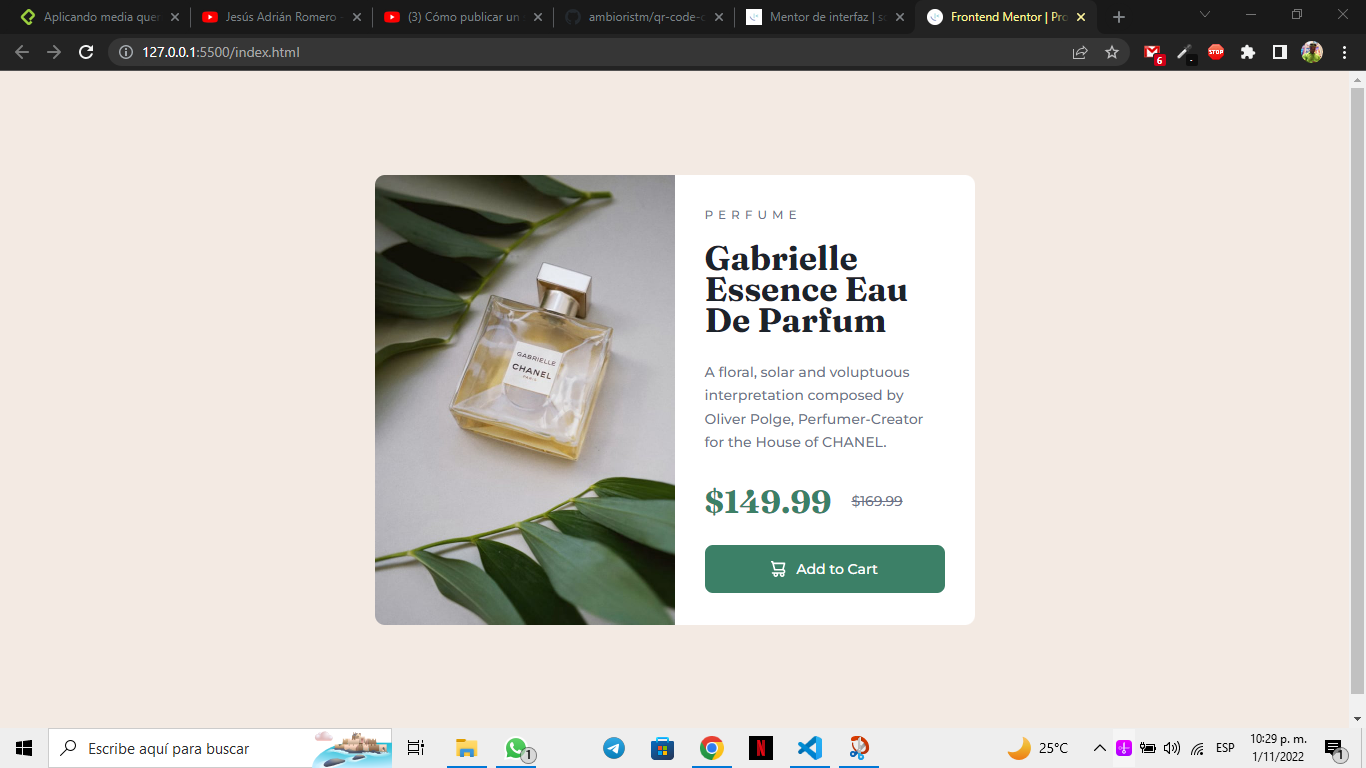 Aplicando media que
Jesús Adrián Romero
(3) Cómo publicar un
ambioristm/qr-code-c
Mentor de interfaz | so
Frontend Mentor | Pro
127.0.0.1:5500/index.html
6
STOP
PERFUME
Gabrielle
Essence Eau
De Parfum
GABRIELLE
CHANEL
PARIS
A floral, solar and voluptuous
interpretation composed by
Oliver Polge, Perfumer-Creator
for the House of CHANEL.
$149.99 $169.99
Add to Cart
Escribe aquí para buscar
1
N
25°C
ESP
10:29 p. m.
1/11/2022
1